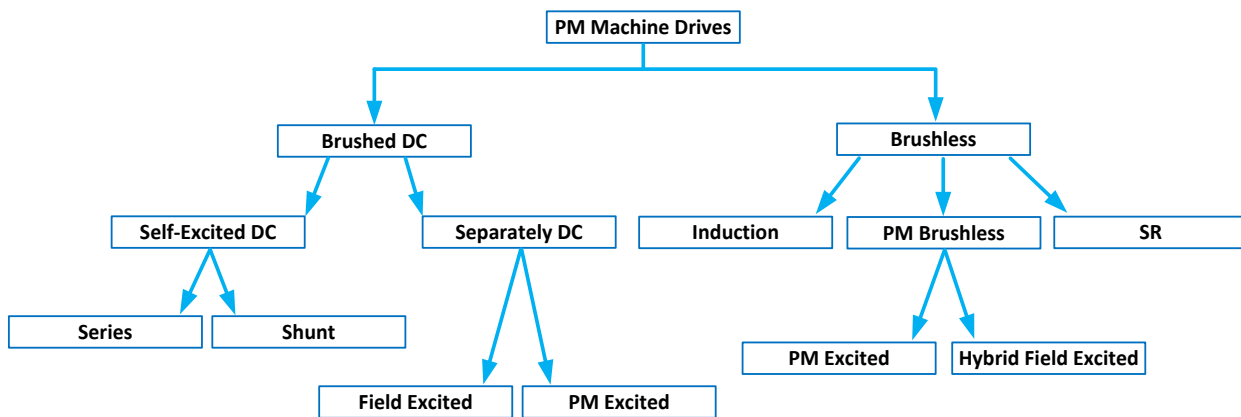 PM Machine Drives
Brushed DC
Brushless
Self-Excited DC
Separately DC
Induction
PM Brushless
SR
Series
Shunt
PM Excited
Hybrid Field Excited
Field Excited
PM Excited